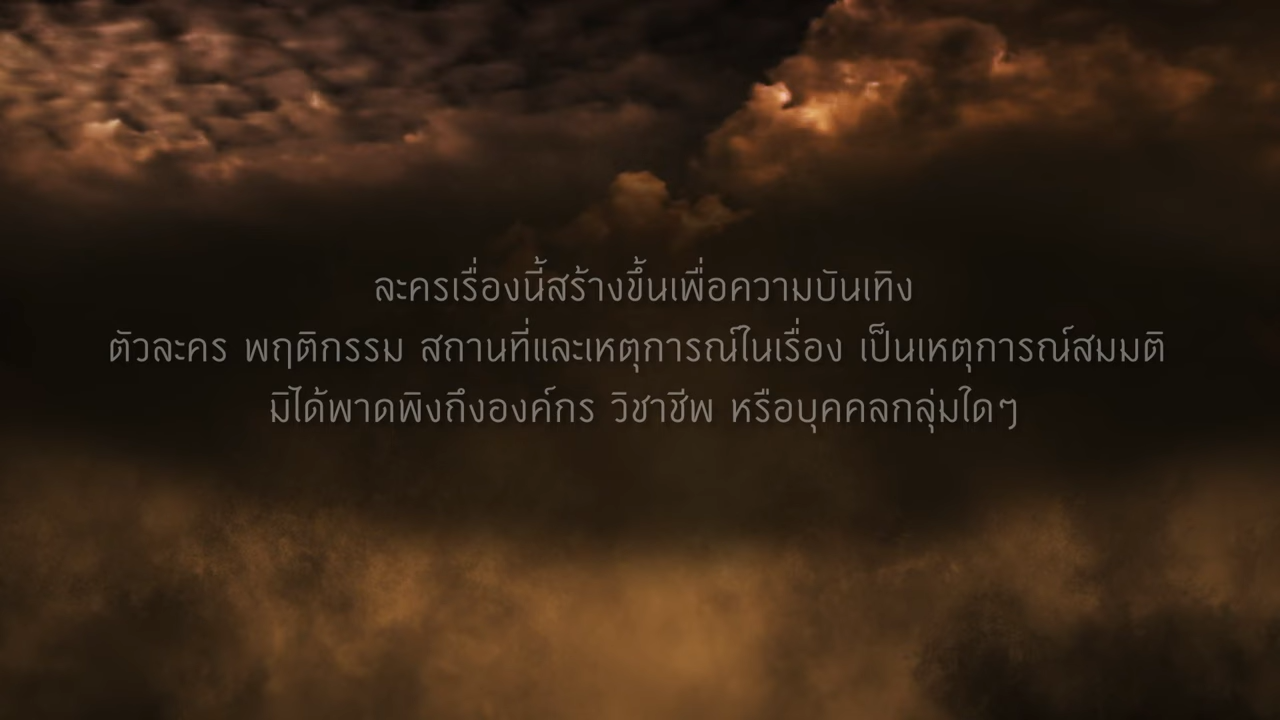 ละครเรื่องนี้สร้างขึ้นเพื่อความบันเทิง
ตัวละคร พฤติกรรม สถานที่และเหตุการณ์ในเรื่อง เป็นเหตุการณ์สมมติ
มิได้พาดพิงถึงองค์กร วิชาชีพ หรือบุคคลกลุ่มใดๆ